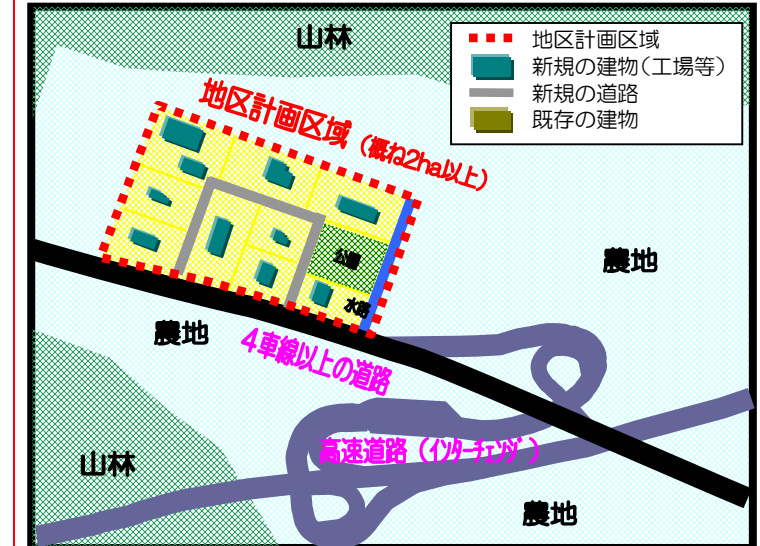 山林
地区計画区域
新規の建物(工場等)
新規の道路
既存の建物
地区計画区域(概ね2ha以上)
公園
水路
農地
農地
4車線以上の道路
高速道路(インターチェンジ)
山林
農地